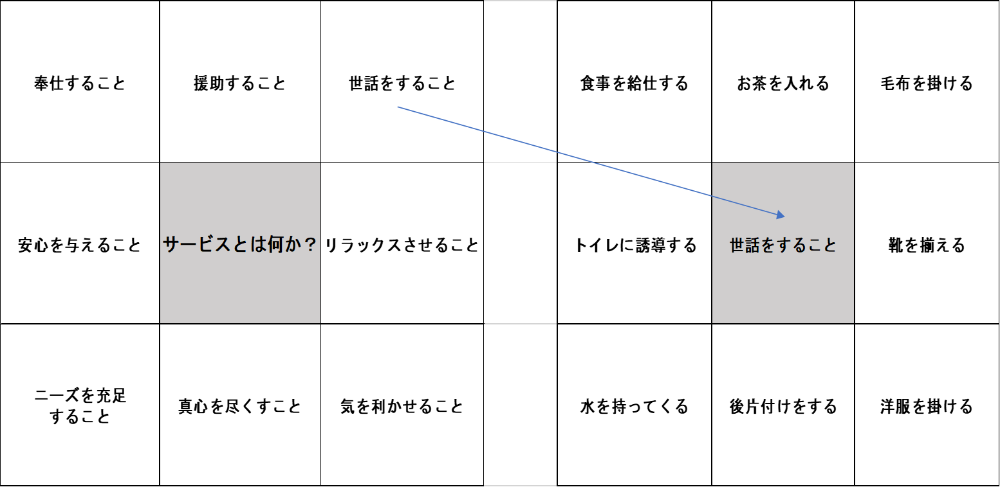 奉仕すること
援助すること
世話をすること
食事を給仕する
お茶を入れる
毛布を掛ける
安心を与えること
サービスとは何か？
リラックスさせること
トイレに誘導する
世話をすること
靴を揃える
ニーズを充足
すること
真心を尽くすこと
気を利かせること
水を持ってくる
後片付けをする
洋服を掛ける